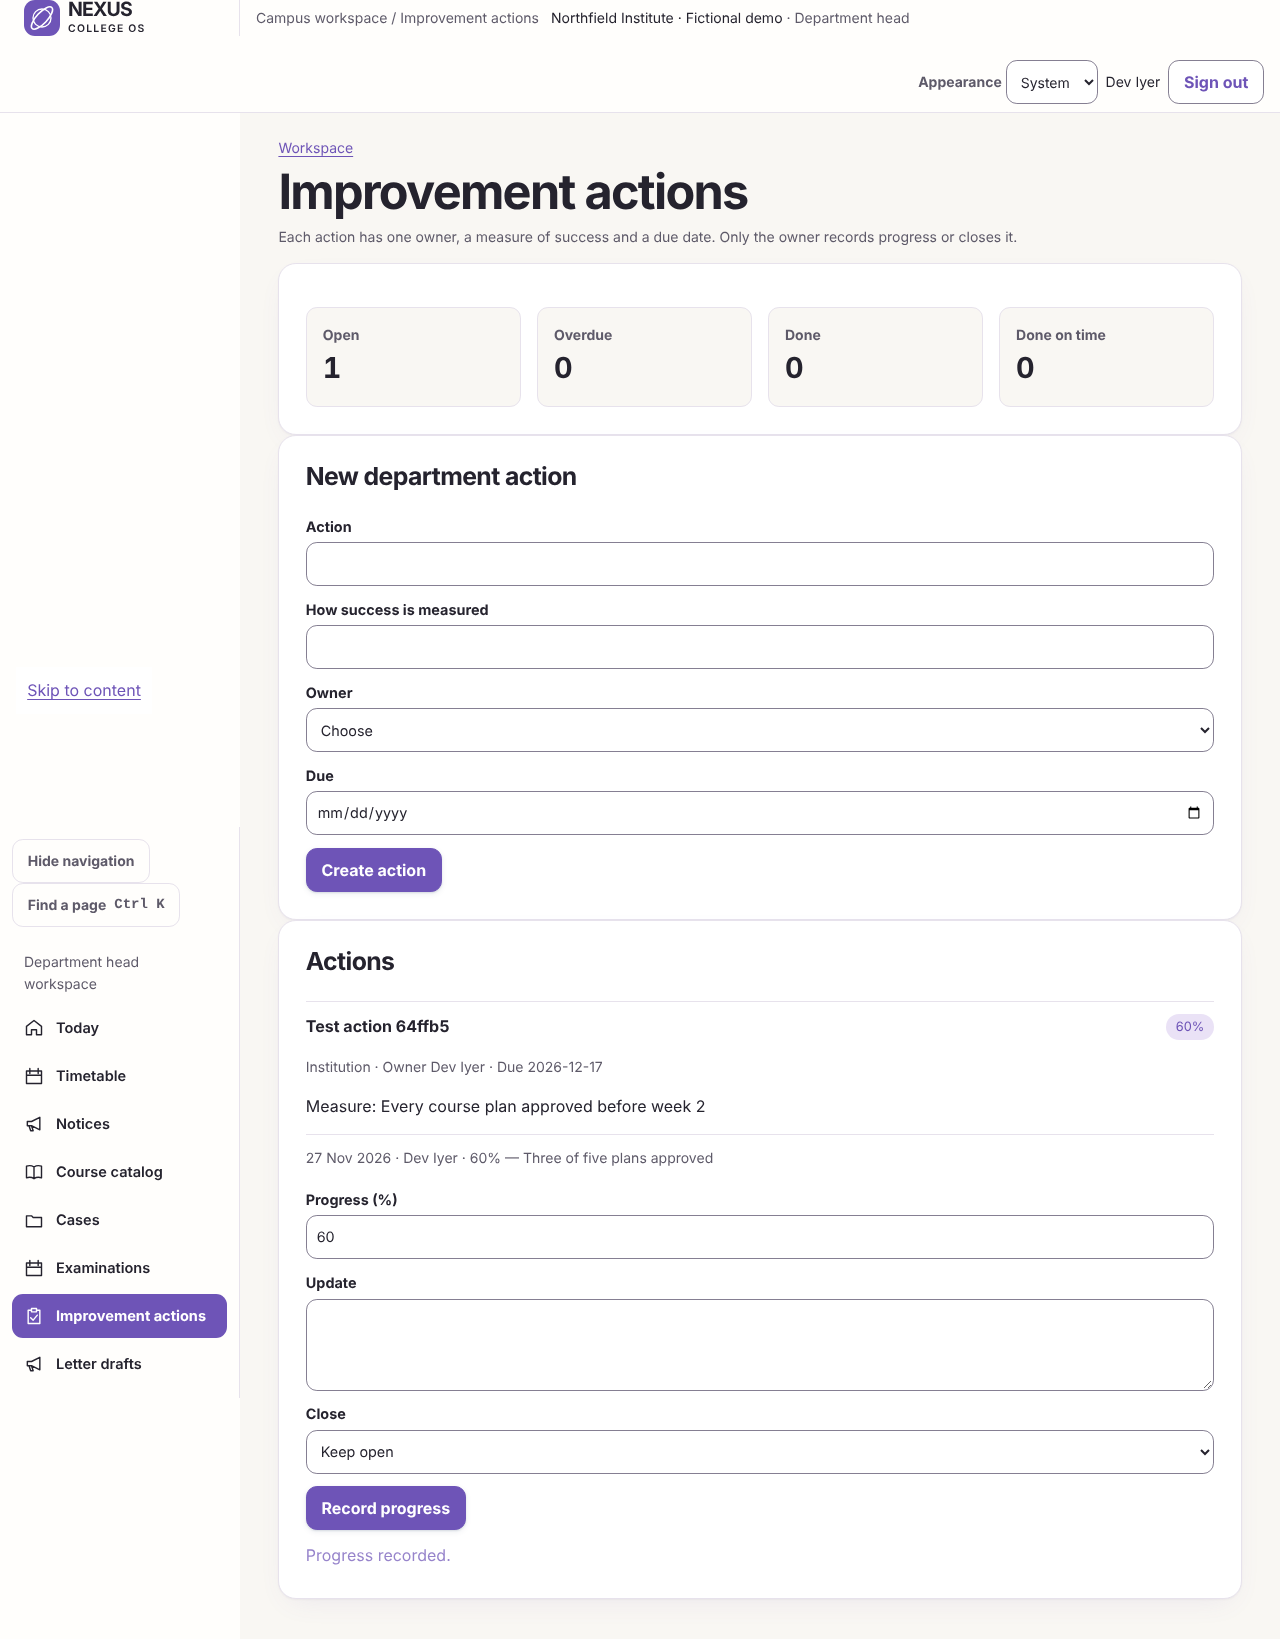 NEXUS
COLLEGE OS
Campus workspace / Improvement actions Northfield Institute · Fictional demo · Department head
Appearance System Dev Iyer Sign out
Workspace
Improvement actions
Each action has one owner, a measure of success and a due date. Only the owner records progress or closes it.
Open
1
Overdue
0
Done
0
Done on time
0
New department action
Action
How success is measured
Owner
Choose
Due
mm/dd/yyyy
Create action
Skip to content
Hide navigation
Find a page Ctrl K
Department head
workspace
Today
Timetable
Notices
Course catalog
Cases
Examinations
Improvement actions
Letter drafts
Actions
Test action 64ffb5
60%
Institution · Owner Dev Iyer · Due 2026-12-17
Measure: Every course plan approved before week 2
27 Nov 2026 · Dev Iyer · 60% — Three of five plans approved
Progress (%)
60
Update
Close
Keep open
Record progress
Progress recorded.